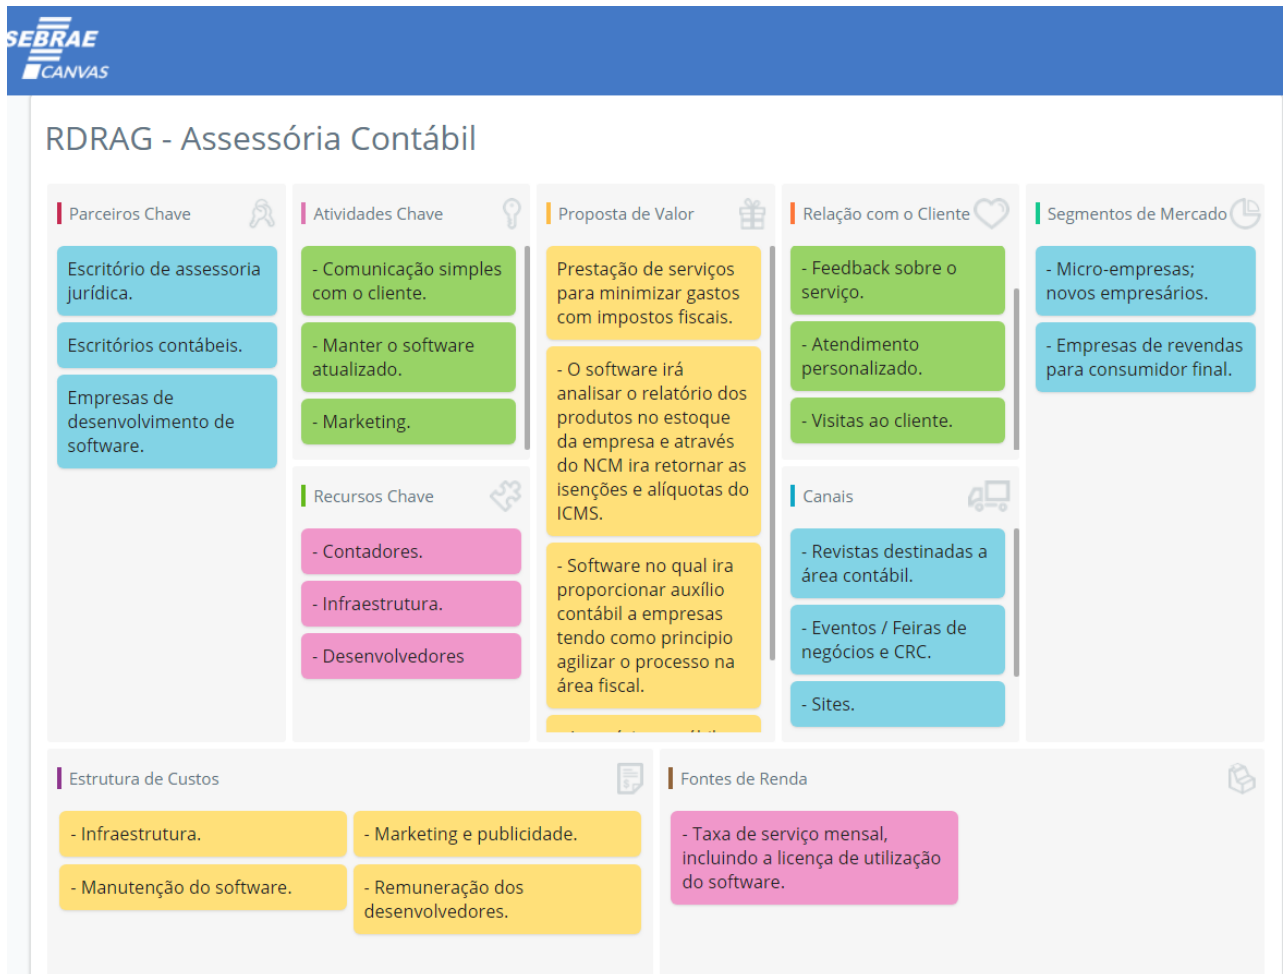 SEBRAE
CANVAS
RDRAG - Assessória Contábil
Parceiros Chave
Escritório de assessoria
jurídica.
Escritórios contábeis.
Empresas de
desenvolvimento de
software.
Atividades Chave
- Comunicação simples
com o cliente.
- Manter o software
atualizado.
- Marketing.
Recursos Chave
- Contadores.
- Infraestrutura.
- Desenvolvedores
Proposta de Valor
Prestação de serviços
para minimizar gastos
com impostos fiscais.
- O software irá
analisar o relatório dos
produtos no estoque
da empresa e através
do NCM ira retornar as
isenções e alíquotas do
ICMS.
- Software no qual ira
proporcionar auxílio
contábil a empresas
tendo como principio
agilizar o processo na
área fiscal.
Relação com o Cliente
- Feedback sobre o
serviço.
- Atendimento
personalizado.
- Visitas ao cliente.
Canais
- Revistas destinadas a
área contábil.
- Eventos / Feiras de
negócios e CRC.
- Sites.
Segmentos de Mercado
- Micro-empresas;
novos empresários.
- Empresas de revendas
para consumidor final.
Estrutura de Custos
- Infraestrutura.
- Manutenção do software.
- Marketing e publicidade.
- Remuneração dos
desenvolvedores.
Fontes de Renda
- Taxa de serviço mensal,
incluindo a licença de utilização
do software.